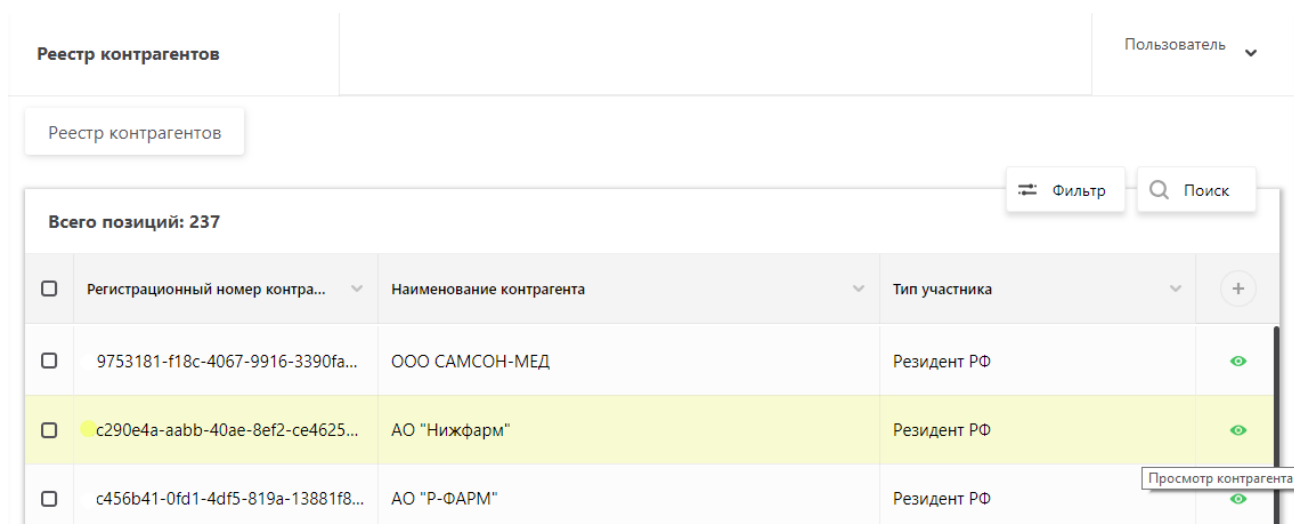 Реестр контрагентов
Пользователь
Реестр контрагентов
Фильтр
Поиск
Всего позиций: 237
Регистрационный номер контра... Наименование контрагента Тип участника
9753181-f18c-4067-9916-3390fa... ООО САМСОН-МЕД Резидент РФ
c290e4a-aabb-40ae-8ef2-ce4625... АО "Нижфарм" Резидент РФ
Просмотр контрагента
c456b41-0fd1-4df5-819a-13881f8... АО "Р-ФАРМ" Резидент РФ